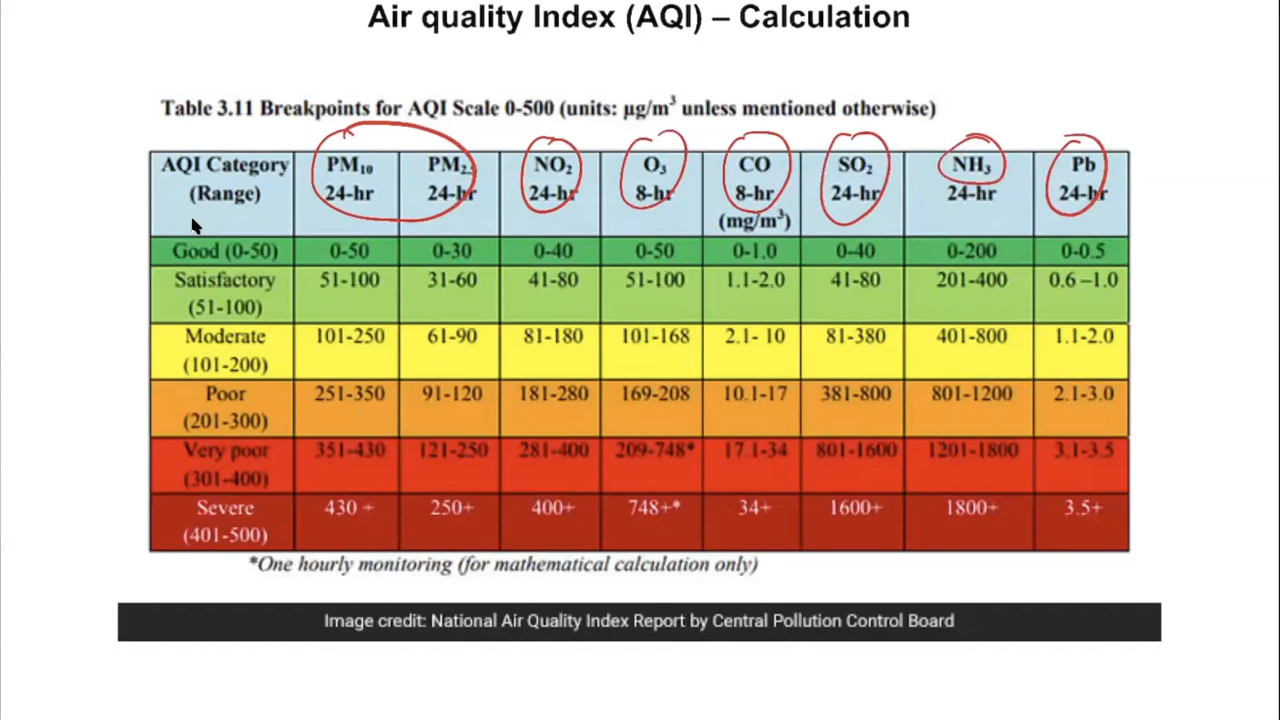 Air quality Index (AQI) – Calculation
Table 3.11 Breakpoints for AQI Scale 0-500 (units: µg/m³ unless mentioned otherwise)
AQI Category (Range) PM₁₀ 24-hr PM₂.₅ 24-hr NO₂ 24-hr O₃ 8-hr CO 8-hr (mg/m³) SO₂ 24-hr NH₃ 24-hr Pb 24-hr
Good (0-50) 0-50 0-30 0-40 0-50 0-1.0 0-40 0-200 0-0.5
Satisfactory (51-100) 51-100 31-60 41-80 51-100 1.1-2.0 41-80 201-400 0.6 –1.0
Moderate (101-200) 101-250 61-90 81-180 101-168 2.1- 10 81-380 401-800 1.1-2.0
Poor (201-300) 251-350 91-120 181-280 169-208 10.1-17 381-800 801-1200 2.1-3.0
Very poor (301-400) 351-430 121-250 281-400 209-748* 17.1-34 801-1600 1201-1800 3.1-3.5
Severe (401-500) 430 + 250+ 400+ 748+* 34+ 1600+ 1800+ 3.5+
*One hourly monitoring (for mathematical calculation only)
Image credit: National Air Quality Index Report by Central Pollution Control Board